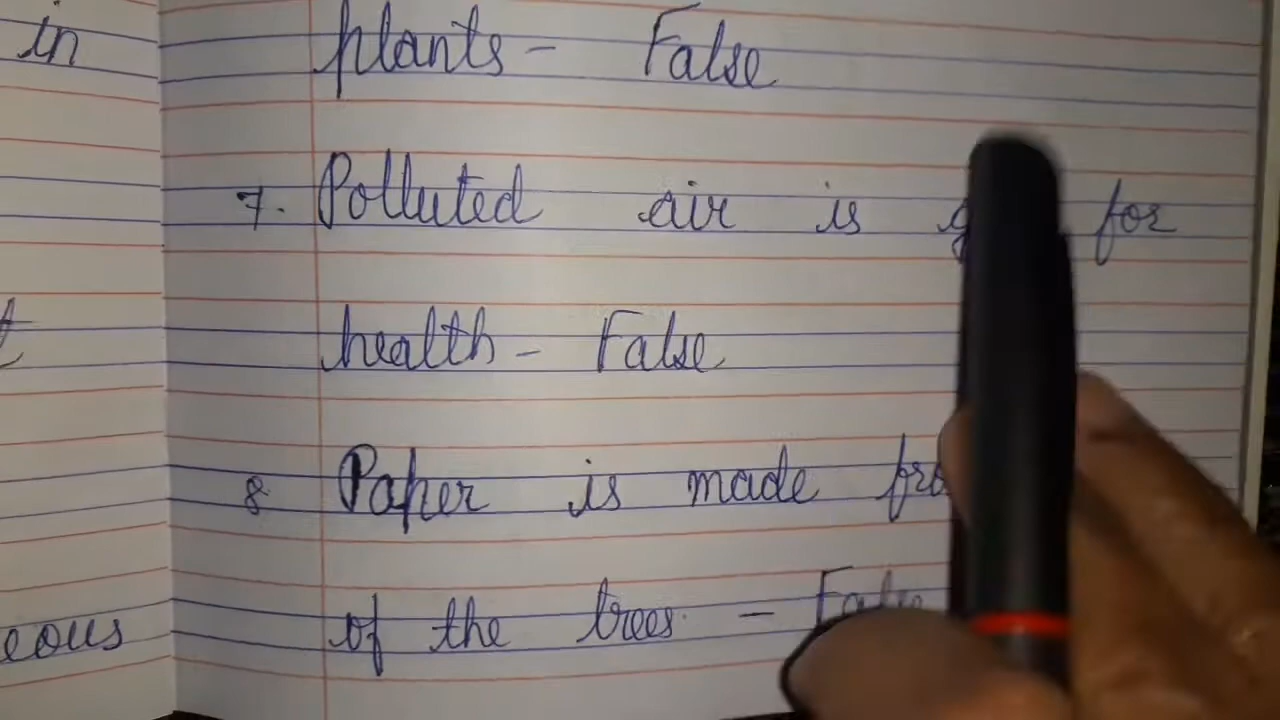 in
plants - False
7. Polluted air is for
health - False
8 Paper is made
of the trees. - False
eous